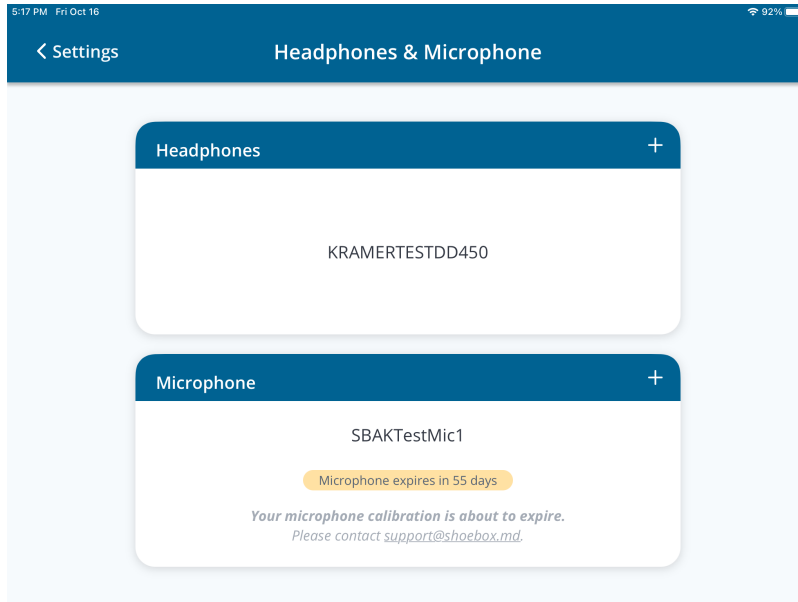 5:17 PM Fri Oct 16 92%
Settings Headphones & Microphone
Headphones +
KRAMERTESTDD450
Microphone +
SBAKTestMic1
Microphone expires in 55 days
Your microphone calibration is about to expire.
Please contact support@shoebox.md.